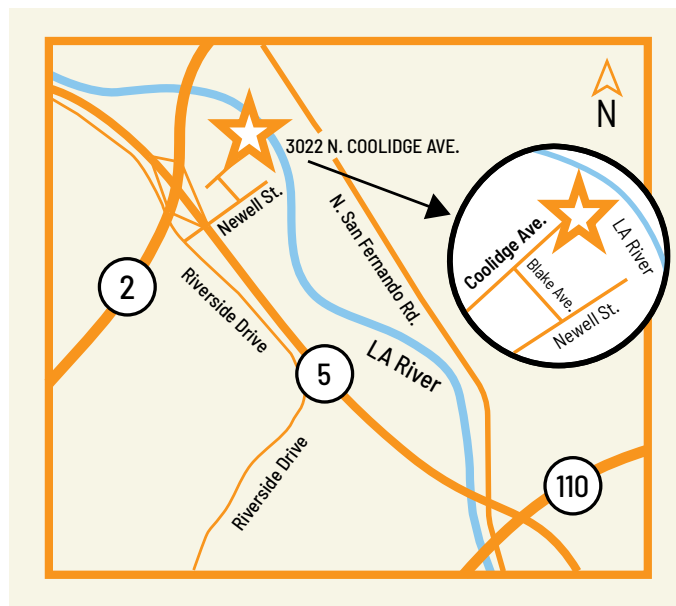 N
3022 N. COOLIDGE AVE.
Newell St.
N. San Fernando Rd.
Coolidge Ave.
LA River
Blake Ave.
Newell St.
2
Riverside Drive
5
LA River
Riverside Drive
110